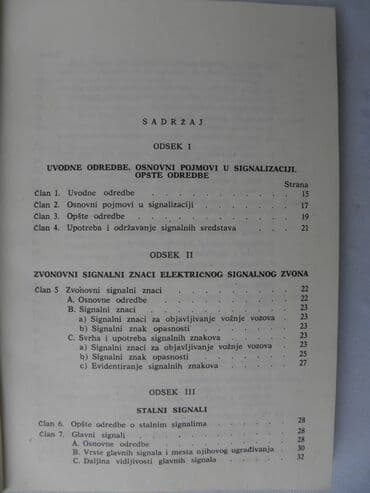 SADRŽAJ
ODSEK I
UVODNE ODREDBE. OSNOVNI POJMOVI U SIGNALIZACIJI.
OPSTE ODREDBE
Strana
Član 1. Uvodne odredbe . . . . . . . . . . 15
Član 2. Osnovni pojmovi u signalizaciji . . . . . . 17
Član 3. Opšte odredbe . . . . . . . . . . 19
Član 4. Upotreba i održavanje signalnih sredstava . . . 21
ODSEK II
ZVONOVNI SIGNALNI ZNACI ELEKTRICNOG SIGNALNOG ZVONA
Član 5 Zvohovni signalni znaci . . . . . . . 22
A. Osnovne odredbe . . . . . . . . 22
B. Signalni znaci . . . . . . . . . 23
a) Signalni znaci za objavljivanje vožnje vozova . 23
b) Signalni znak opasnosti . . . . . . 23
C. Svrha i upotreba signalnih znakova . . . . 23
a) Signalni znaci za objavljivanje vožnje vozova . 23
b) Signalni znak opasnosti . . . . . . 25
c) Evidentiranje signalnih znakova . . . . 27
ODSEK III
STALNI SIGNALI
Član 6. Opšte odredbe o stalnim signalima . . . . . 28
Član 7. Glavni signali . . . . . . . . . . 28
A. Osnovne odredbe . . . . . . . . 28
B. Vrste glavnih signala i mesta njihovog ugrađivanja . 30
C. Daljina vidljivosti glavnih signala . . . . 32